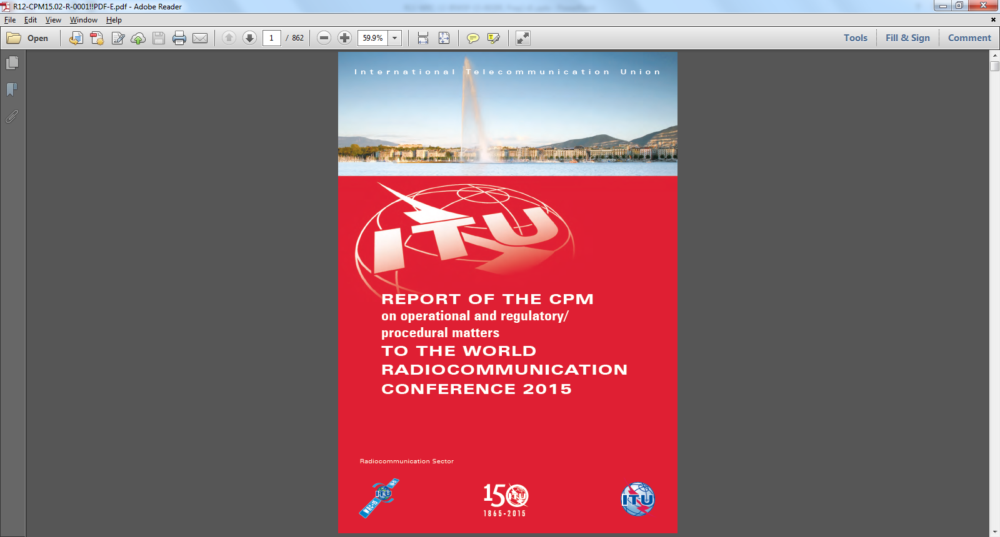 R12-CPM15.02-R-0001!!PDF-E.pdf - Adobe Reader
File Edit View Window Help
Open 1 / 862 59.9% Tools Fill & Sign Comment
International Telecommunication Union
ITU
REPORT OF THE CPM
on operational and regulatory/
procedural matters
TO THE WORLD
RADIOCOMMUNICATION
CONFERENCE 2015
Radiocommunication Sector
ITU
WRC-15
150
ITU
1865-2015
ITU